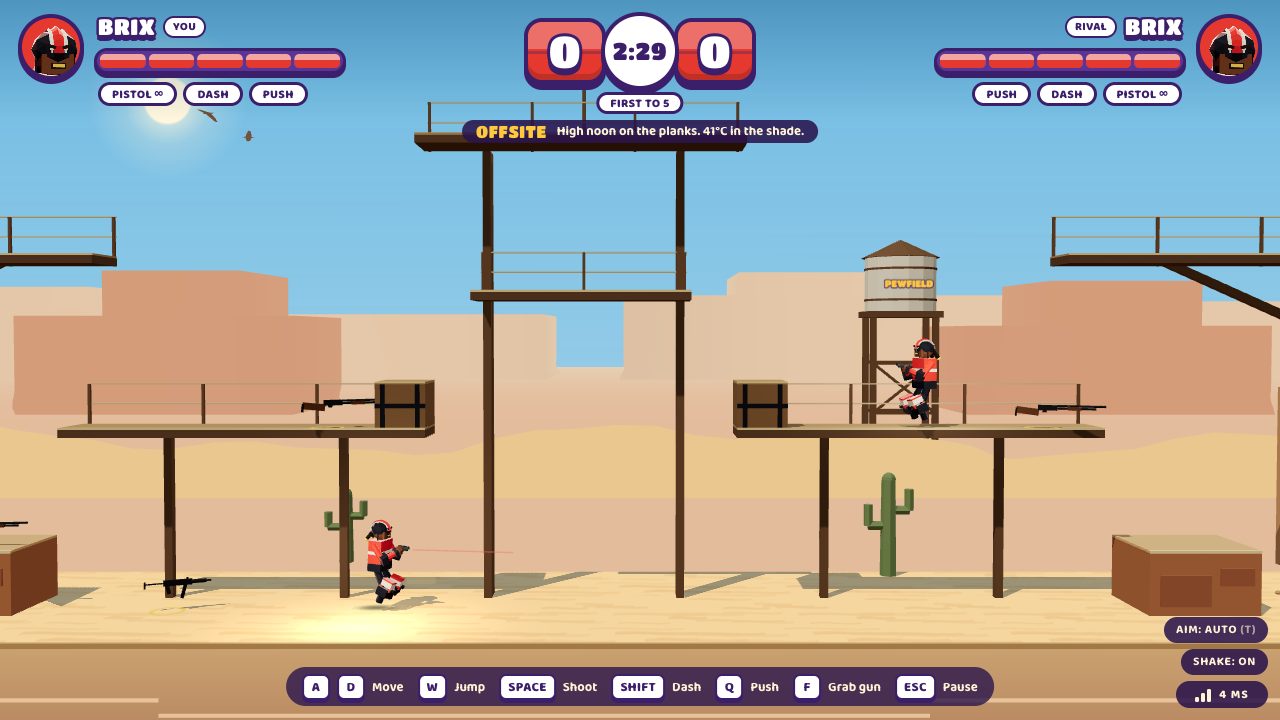 BRIX YOU
PISTOL ∞ DASH PUSH
0 2:29 0
FIRST TO 5
RIVAL BRIX
PUSH DASH PISTOL ∞
OFFSITE High noon on the planks. 41°C in the shade.
PEWFIELD
AIM: AUTO (T)
SHAKE: ON
4 MS
A D Move W Jump SPACE Shoot SHIFT Dash Q Push F Grab gun ESC Pause